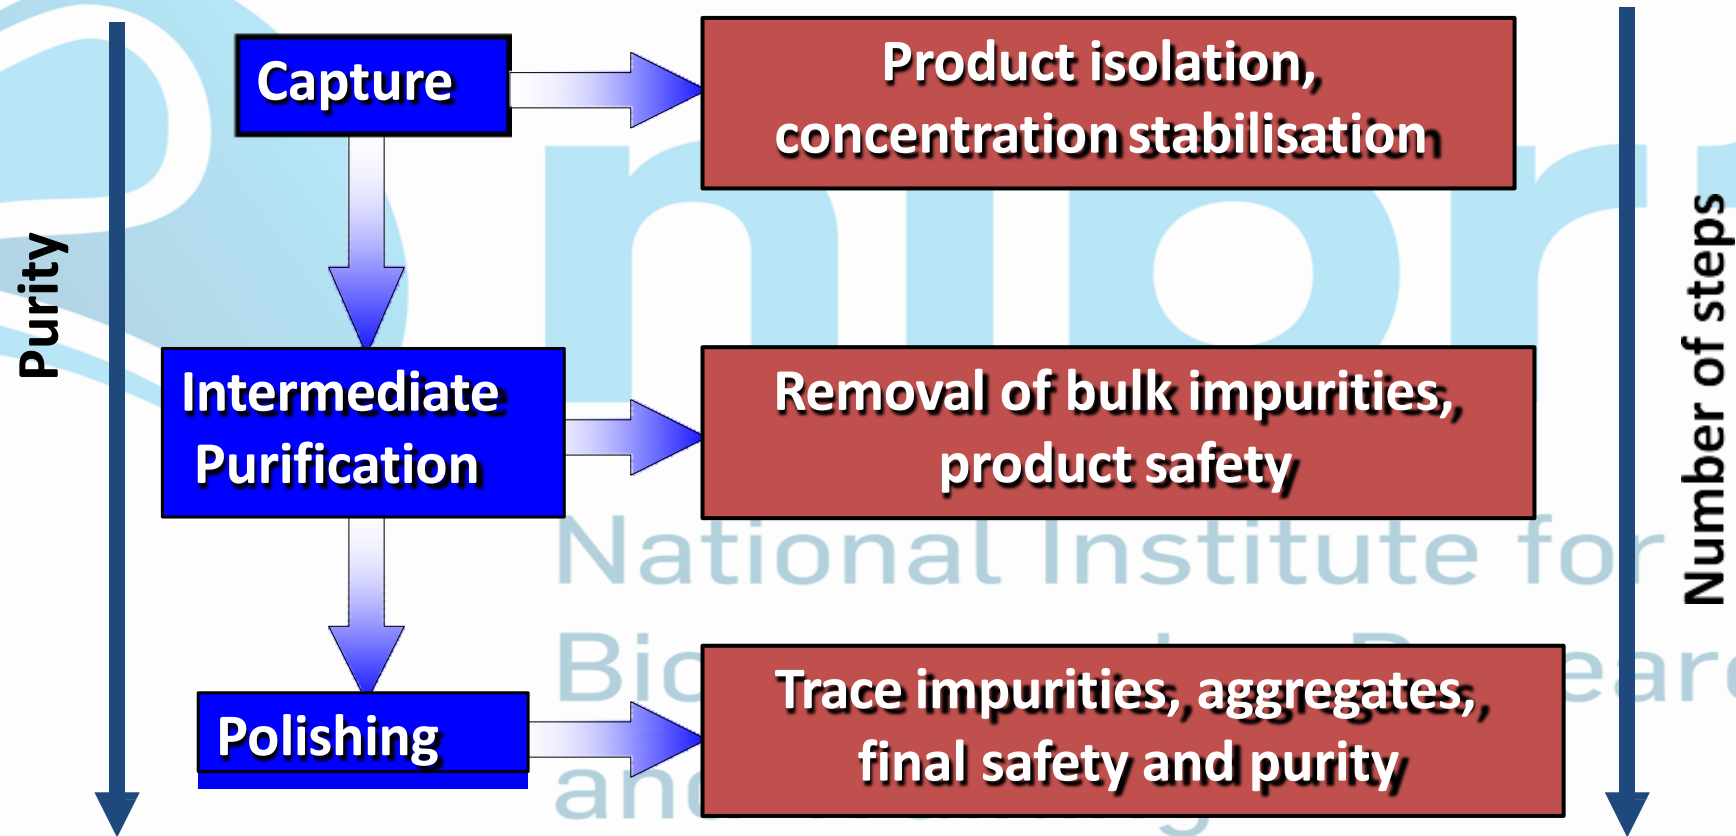 Capture
Product isolation,
concentration stabilisation
Purity
Number of steps
Intermediate
Purification
Removal of bulk impurities,
product safety
National Institute for
Polishing
Trace impurities, aggregates,
final safety and purity